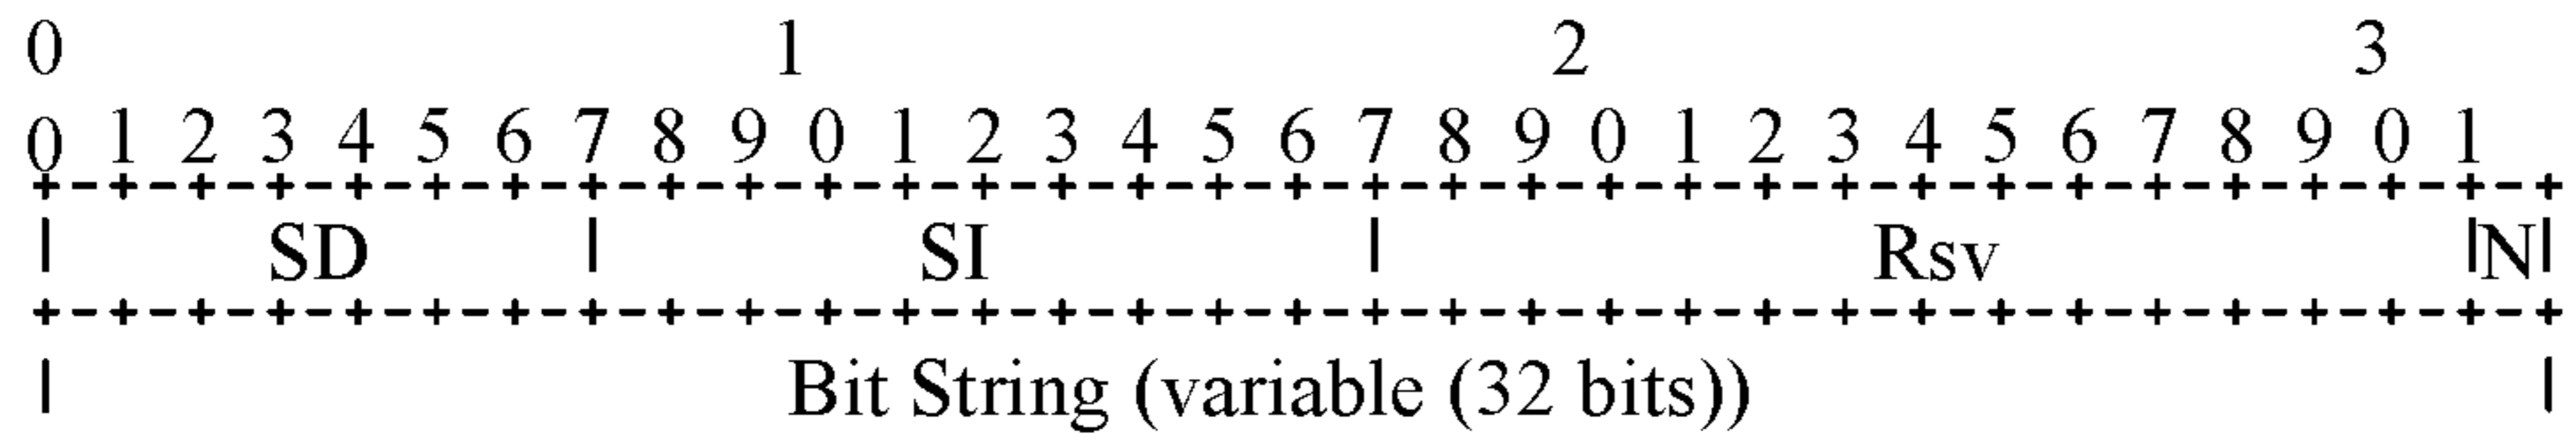 0 1 2 3
0 1 2 3 4 5 6 7 8 9 0 1 2 3 4 5 6 7 8 9 0 1 2 3 4 5 6 7 8 9 0 1
+-+-+-+-+-+-+-+-+-+-+-+-+-+-+-+-+-+-+-+-+-+-+-+-+-+-+-+-+-+-+-+-+
| SD | SI | Rsv |N|
+-+-+-+-+-+-+-+-+-+-+-+-+-+-+-+-+-+-+-+-+-+-+-+-+-+-+-+-+-+-+-+-+
| Bit String (variable (32 bits)) |